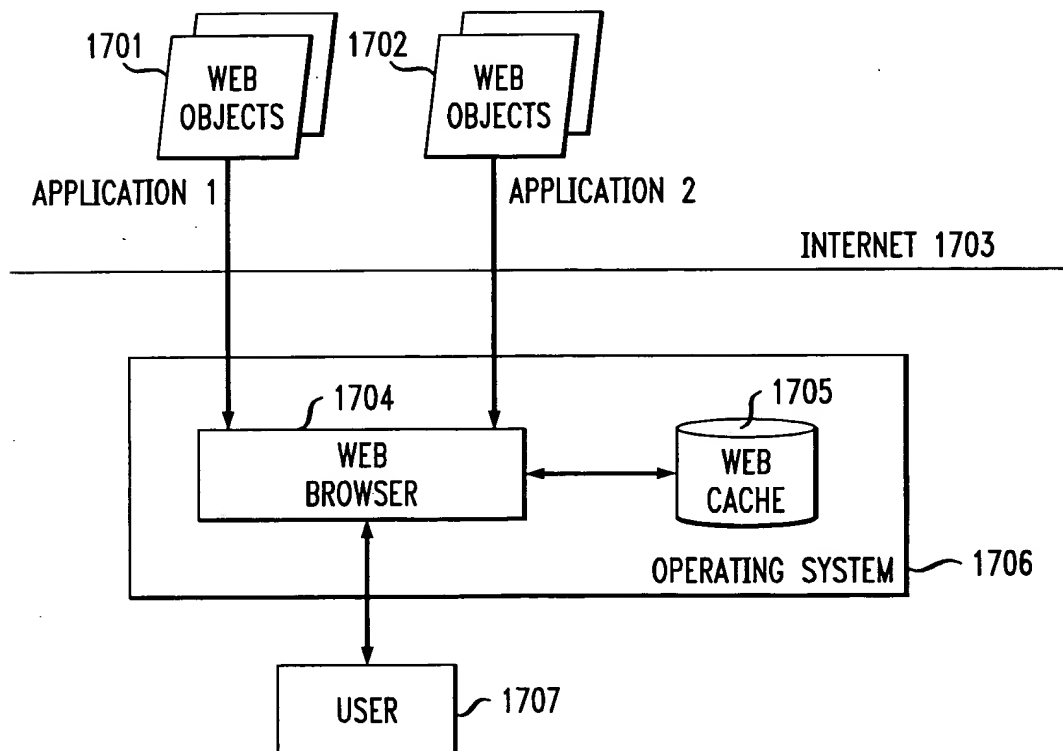 1701
WEB
OBJECTS
1702
WEB
OBJECTS
APPLICATION 1
APPLICATION 2
INTERNET 1703
1704
WEB
BROWSER
1705
WEB
CACHE
OPERATING SYSTEM
1706
USER
1707